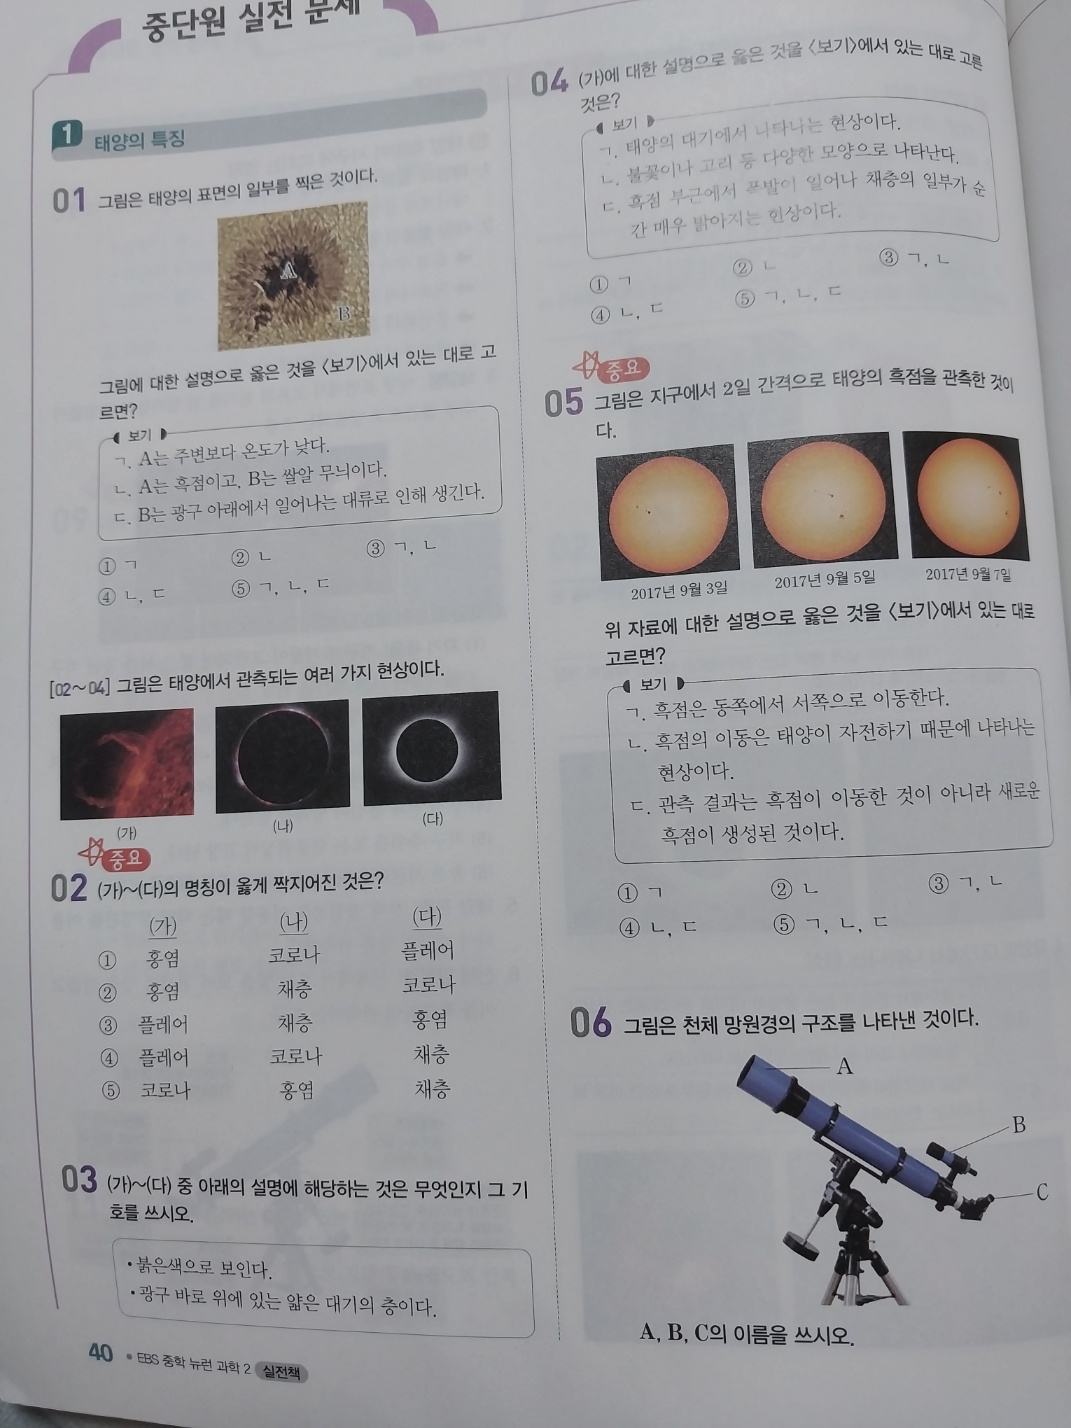 중단원 실전 문제
1 태양의 특징
01 그림은 태양의 표면의 일부를 찍은 것이다.
A
B
그림에 대한 설명으로 옳은 것을 <보기>에서 있는 대로 고
르면?
보기
ㄱ. A는 주변보다 온도가 낮다.
ㄴ. A는 흑점이고, B는 쌀알 무늬이다.
ㄷ. B는 광구 아래에서 일어나는 대류로 인해 생긴다.
① ㄱ ② ㄴ ③ ㄱ, ㄴ
④ ㄴ, ㄷ ⑤ ㄱ, ㄴ, ㄷ
[02~04] 그림은 태양에서 관측되는 여러 가지 현상이다.
(가) (나) (다)
중요
02 (가)~(다)의 명칭이 옳게 짝지어진 것은?
(가) (나) (다)
① 홍염 코로나 플레어
② 홍염 채층 코로나
③ 플레어 채층 홍염
④ 플레어 코로나 채층
⑤ 코로나 홍염 채층
03 (가)~(다) 중 아래의 설명에 해당하는 것은 무엇인지 그 기
호를 쓰시오.
• 붉은색으로 보인다.
• 광구 바로 위에 있는 얇은 대기의 층이다.
40 • EBS 중학 뉴런 과학 2 실전책
04 (가)에 대한 설명으로 옳은 것을 <보기>에서 있는 대로 고른
것은?
보기
ㄱ. 태양의 대기에서 나타나는 현상이다.
ㄴ. 불꽃이나 고리 등 다양한 모양으로 나타난다.
ㄷ. 흑점 부근에서 폭발이 일어나 채층의 일부가 순
간 매우 밝아지는 현상이다.
① ㄱ ② ㄴ ③ ㄱ, ㄴ
④ ㄴ, ㄷ ⑤ ㄱ, ㄴ, ㄷ
중요
05 그림은 지구에서 2일 간격으로 태양의 흑점을 관측한 것이
다.
2017년 9월 3일 2017년 9월 5일 2017년 9월 7일
위 자료에 대한 설명으로 옳은 것을 <보기>에서 있는 대로
고르면?
보기
ㄱ. 흑점은 동쪽에서 서쪽으로 이동한다.
ㄴ. 흑점의 이동은 태양이 자전하기 때문에 나타나는
현상이다.
ㄷ. 관측 결과는 흑점이 이동한 것이 아니라 새로운
흑점이 생성된 것이다.
① ㄱ ② ㄴ ③ ㄱ, ㄴ
④ ㄴ, ㄷ ⑤ ㄱ, ㄴ, ㄷ
06 그림은 천체 망원경의 구조를 나타낸 것이다.
A
B
C
A, B, C의 이름을 쓰시오.